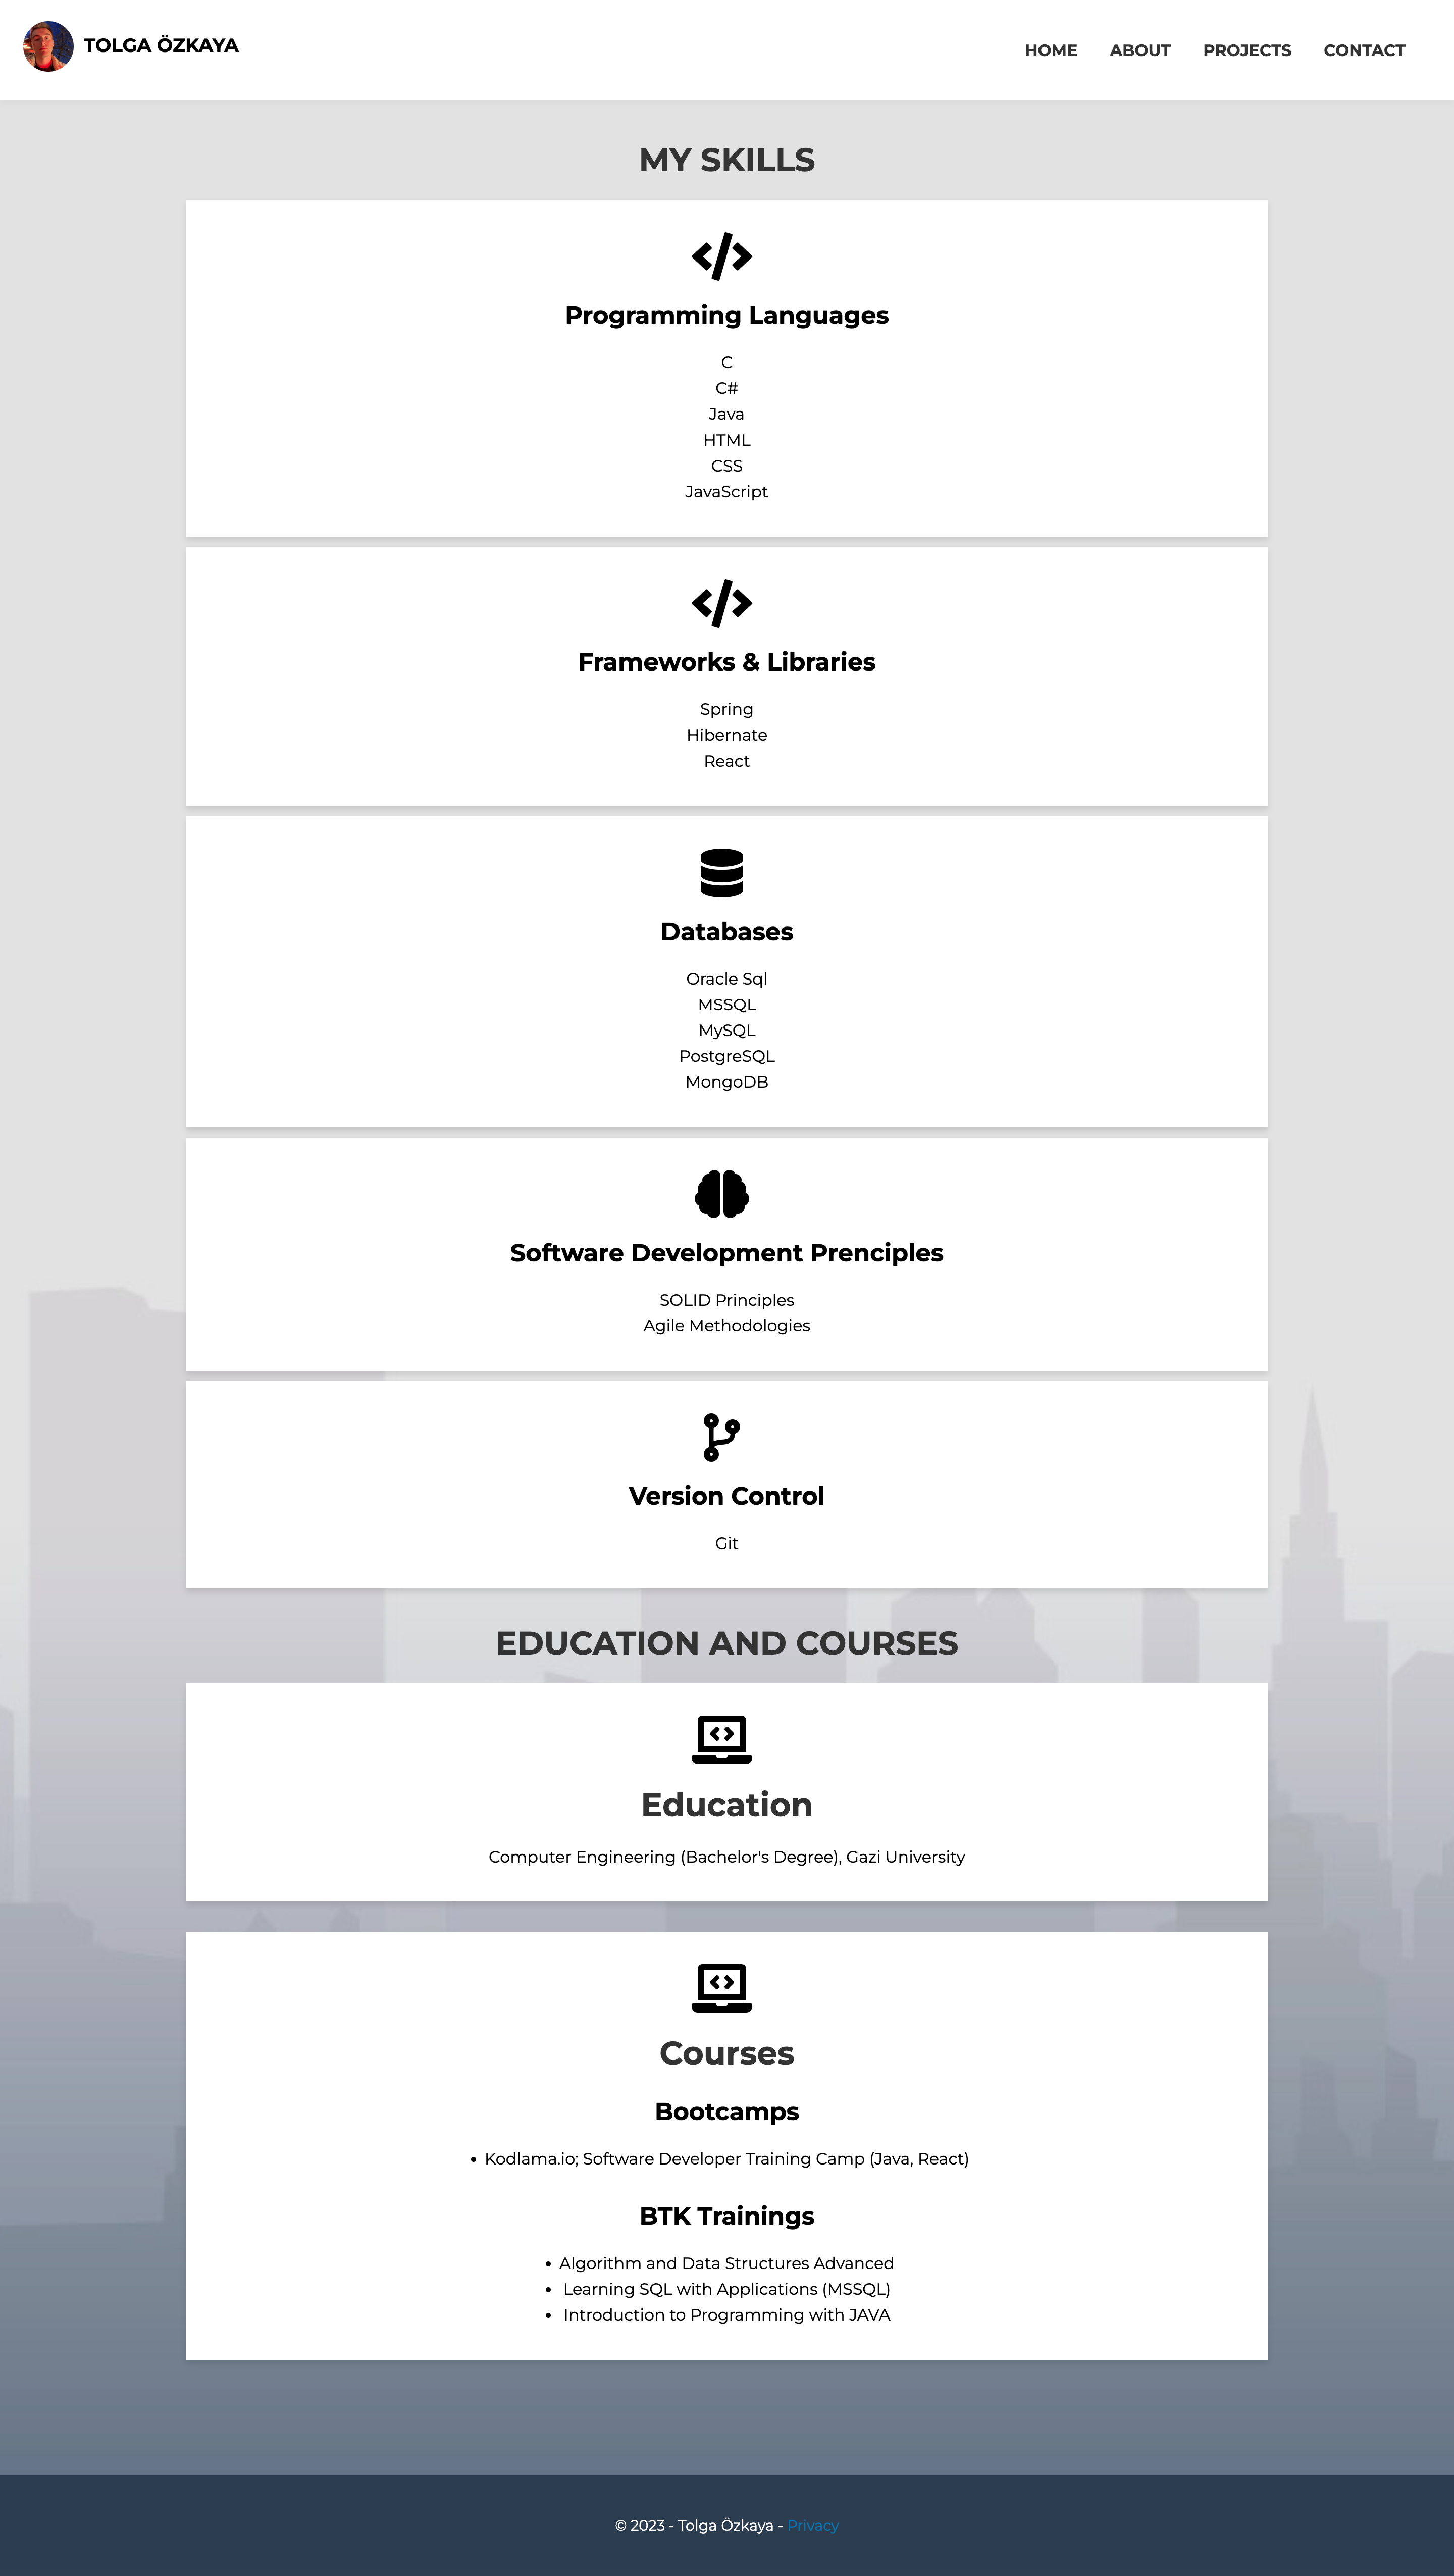 TOLGA ÖZKAYA
HOME ABOUT PROJECTS CONTACT
MY SKILLS
Programming Languages
C
C#
Java
HTML
CSS
JavaScript
Frameworks & Libraries
Spring
Hibernate
React
Databases
Oracle Sql
MSSQL
MySQL
PostgreSQL
MongoDB
Software Development Prenciples
SOLID Principles
Agile Methodologies
Version Control
Git
EDUCATION AND COURSES
Education
Computer Engineering (Bachelor's Degree), Gazi University
Courses
Bootcamps
• Kodlama.io; Software Developer Training Camp (Java, React)
BTK Trainings
• Algorithm and Data Structures Advanced
• Learning SQL with Applications (MSSQL)
• Introduction to Programming with JAVA
© 2023 - Tolga Özkaya - Privacy